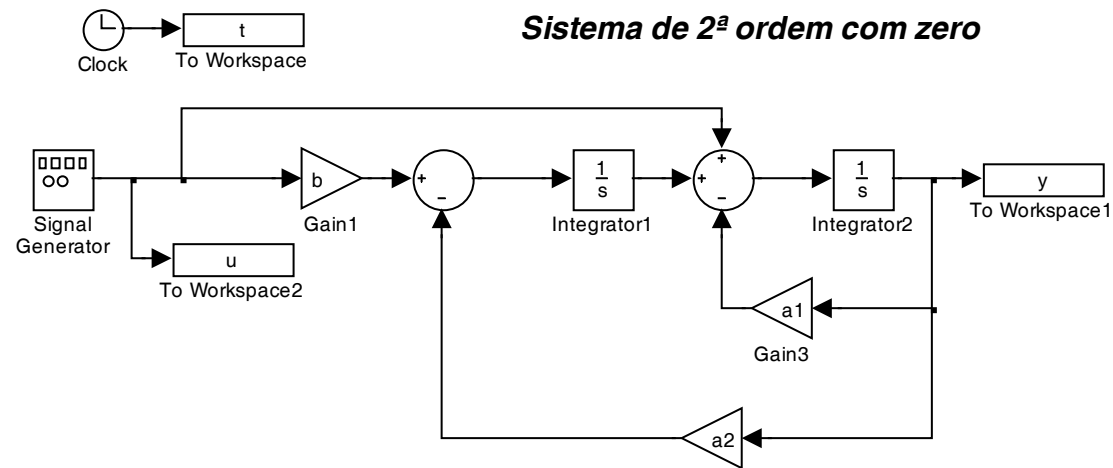 Sistema de 2ª ordem com zero
t
Clock
To Workspace
b
+
-
1
s
+
+
-
1
s
y
Signal
Generator
Gain1
Integrator1
Integrator2
To Workspace1
u
To Workspace2
a1
Gain3
a2